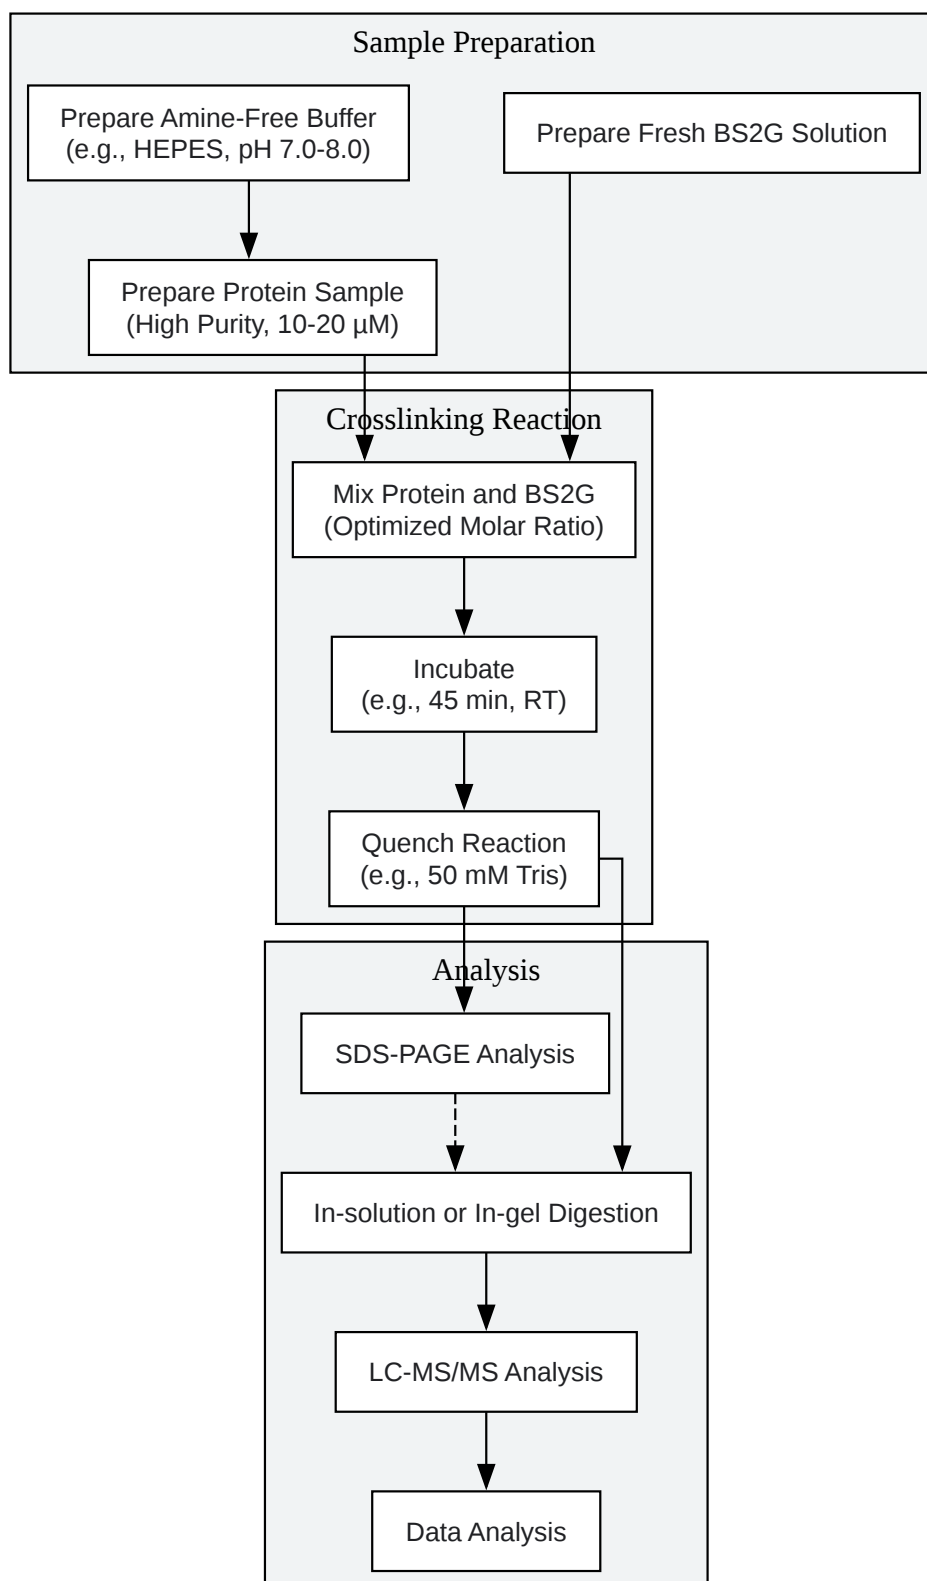 Sample Preparation
Prepare Amine-Free Buffer
(e.g., HEPES, pH 7.0-8.0)
Prepare Fresh BS2G Solution
Prepare Protein Sample
(High Purity, 10-20 µM)
Crosslinking Reaction
Mix Protein and BS2G
(Optimized Molar Ratio)
Incubate
(e.g., 45 min, RT)
Quench Reaction
(e.g., 50 mM Tris)
Analysis
SDS-PAGE Analysis
In-solution or In-gel Digestion
LC-MS/MS Analysis
Data Analysis